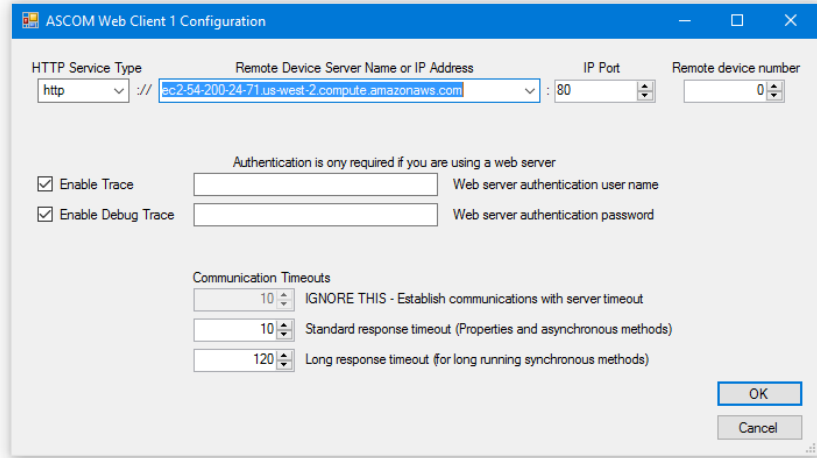 ASCOM Web Client 1 Configuration
HTTP Service Type Remote Device Server Name or IP Address IP Port Remote device number
http :// ec2-54-200-24-71.us-west-2.compute.amazonaws.com : 80 0
Authentication is ony required if you are using a web server
Enable Trace Web server authentication user name
Enable Debug Trace Web server authentication password
Communication Timeouts
10 IGNORE THIS - Establish communications with server timeout
10 Standard response timeout (Properties and asynchronous methods)
120 Long response timeout (for long running synchronous methods)
OK
Cancel